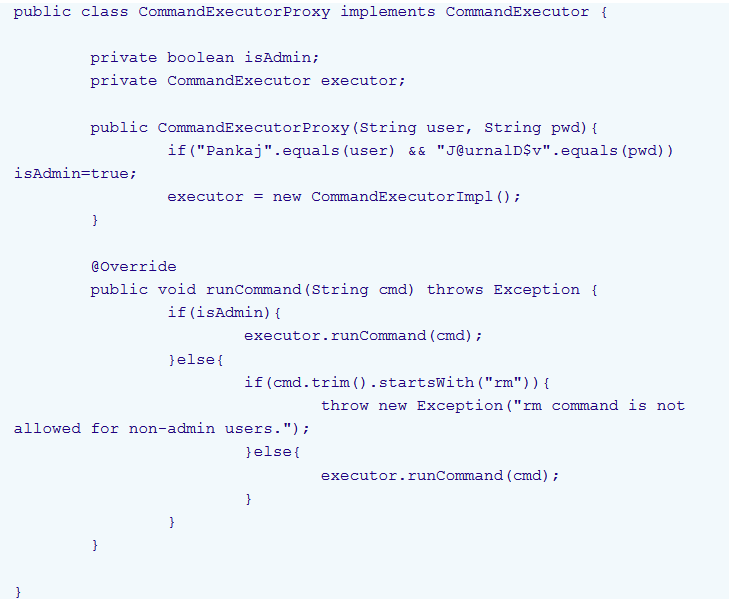 public class CommandExecutorProxy implements CommandExecutor {
private boolean isAdmin;
private CommandExecutor executor;
public CommandExecutorProxy(String user, String pwd){
if("Pankaj".equals(user) && "J@urnalD$v".equals(pwd))
isAdmin=true;
executor = new CommandExecutorImpl();
}
@Override
public void runCommand(String cmd) throws Exception {
if(isAdmin){
executor.runCommand(cmd);
}else{
if(cmd.trim().startsWith("rm")){
throw new Exception("rm command is not
allowed for non-admin users.");
}else{
executor.runCommand(cmd);
}
}
}
}